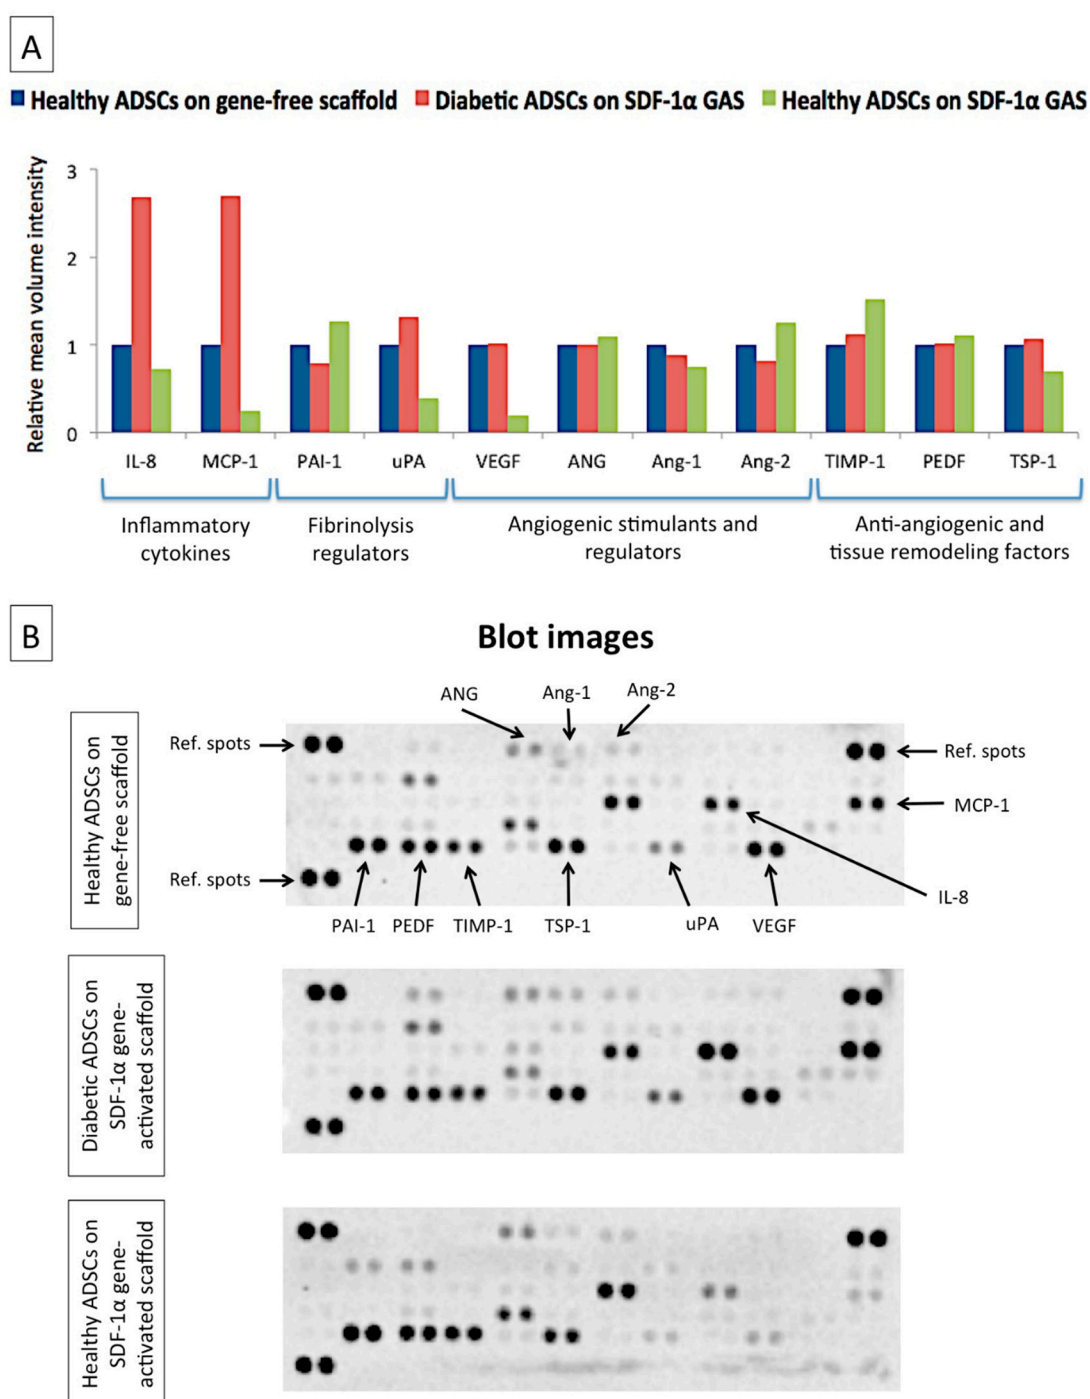 A
Healthy ADSCs on gene-free scaffold Diabetic ADSCs on SDF-1α GAS Healthy ADSCs on SDF-1α GAS
Relative mean volume intensity
3
2
1
0
IL-8 MCP-1 PAI-1 uPA VEGF ANG Ang-1 Ang-2 TIMP-1 PEDF TSP-1
Inflammatory
cytokines
Fibrinolysis
regulators
Angiogenic stimulants and
regulators
Anti-angiogenic and
tissue remodeling factors
B
Blot images
Healthy ADSCs on
gene-free scaffold
ANG Ang-1 Ang-2
Ref. spots
Ref. spots
MCP-1
Ref. spots
IL-8
PAI-1 PEDF TIMP-1 TSP-1 uPA VEGF
Diabetic ADSCs on
SDF-1α gene-
activated scaffold
Healthy ADSCs on
SDF-1α gene-
activated scaffold